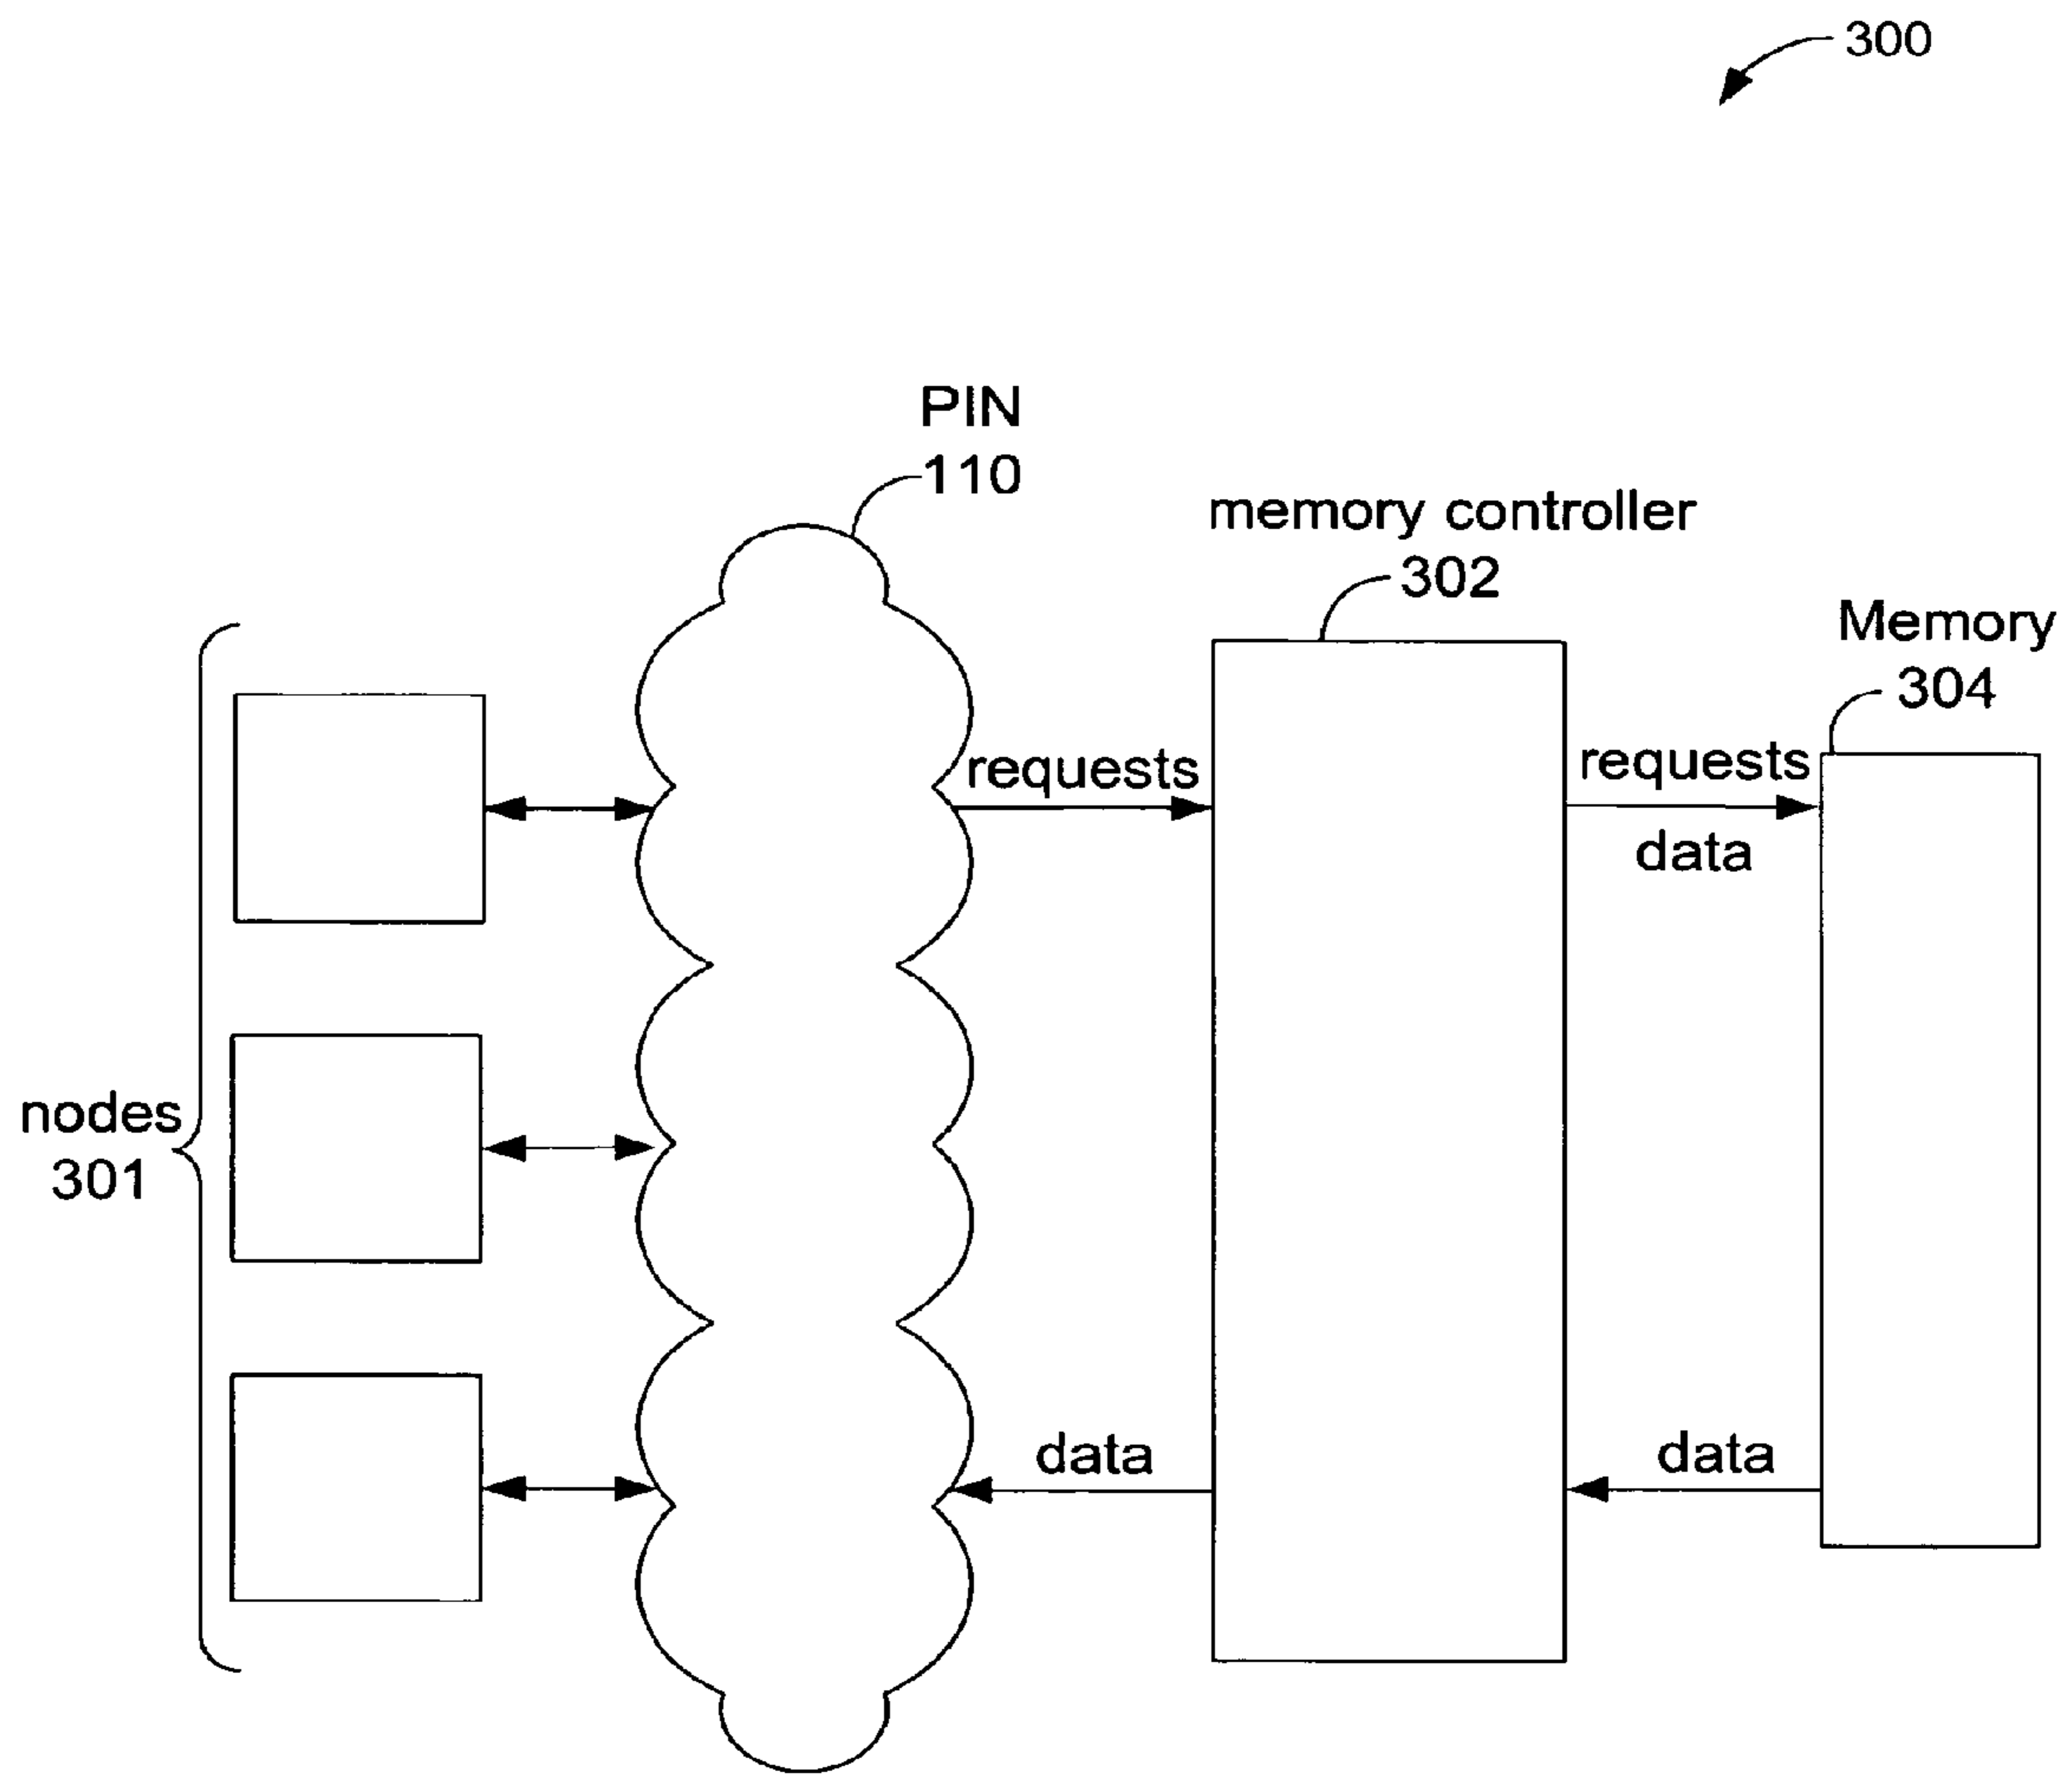 300
PIN
110
memory controller
302
Memory
304
requests
requests
data
nodes
301
data
data